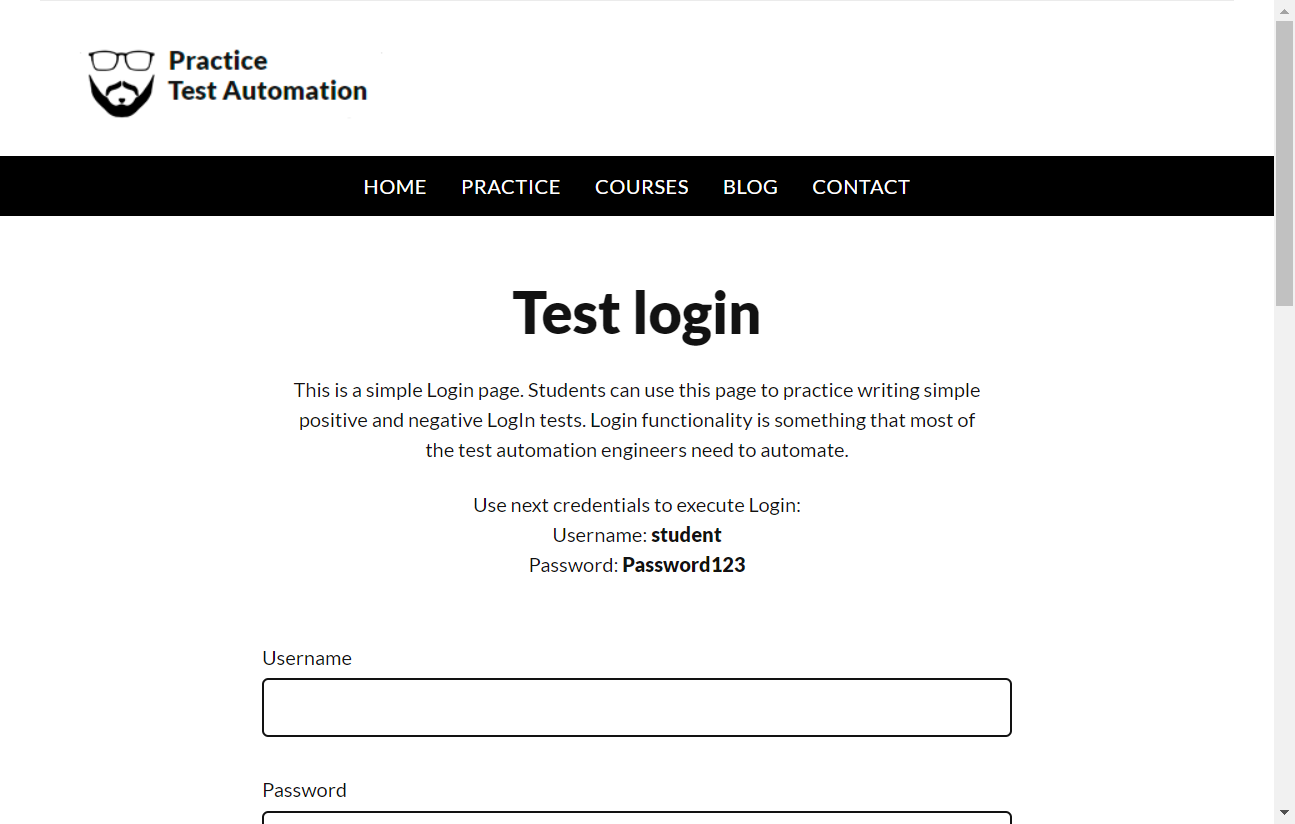 Practice
Test Automation
HOME PRACTICE COURSES BLOG CONTACT
Test login
This is a simple Login page. Students can use this page to practice writing simple
positive and negative LogIn tests. Login functionality is something that most of
the test automation engineers need to automate.
Use next credentials to execute Login:
Username: student
Password: Password123
Username
Password